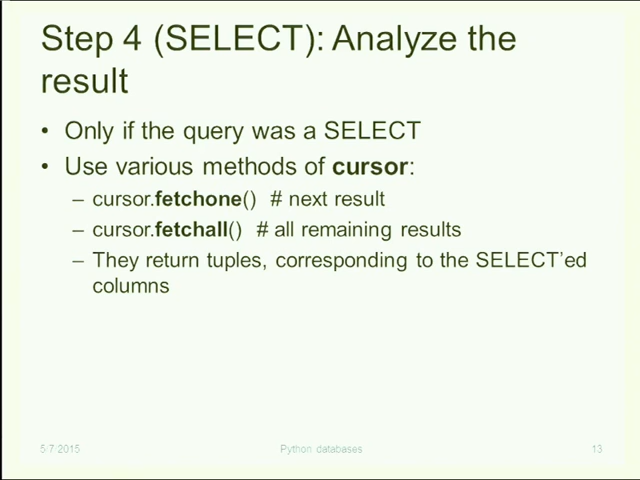 Step 4 (SELECT): Analyze the
result
• Only if the query was a SELECT
• Use various methods of cursor:
– cursor.fetchone() # next result
– cursor.fetchall() # all remaining results
– They return tuples, corresponding to the SELECT’ed
columns
5/7/2015
Python databases
13